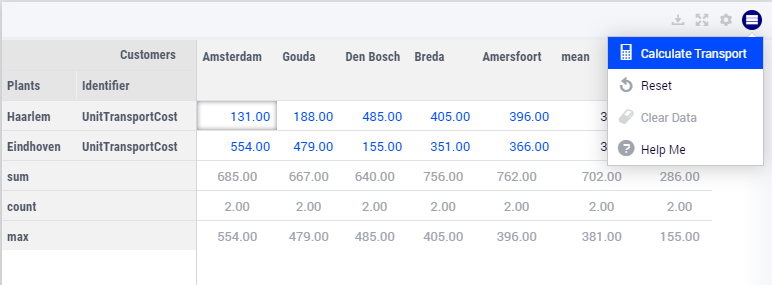 Customers Amsterdam Gouda Den Bosch Breda Amersfoort mean
Plants Identifier
Haarlem UnitTransportCost 131.00 188.00 485.00 405.00 396.00
Eindhoven UnitTransportCost 554.00 479.00 155.00 351.00 366.00
sum 685.00 667.00 640.00 756.00 762.00 702.00 286.00
count 2.00 2.00 2.00 2.00 2.00 2.00 2.00
max 554.00 479.00 485.00 405.00 396.00 381.00 155.00
Calculate Transport
Reset
Clear Data
Help Me